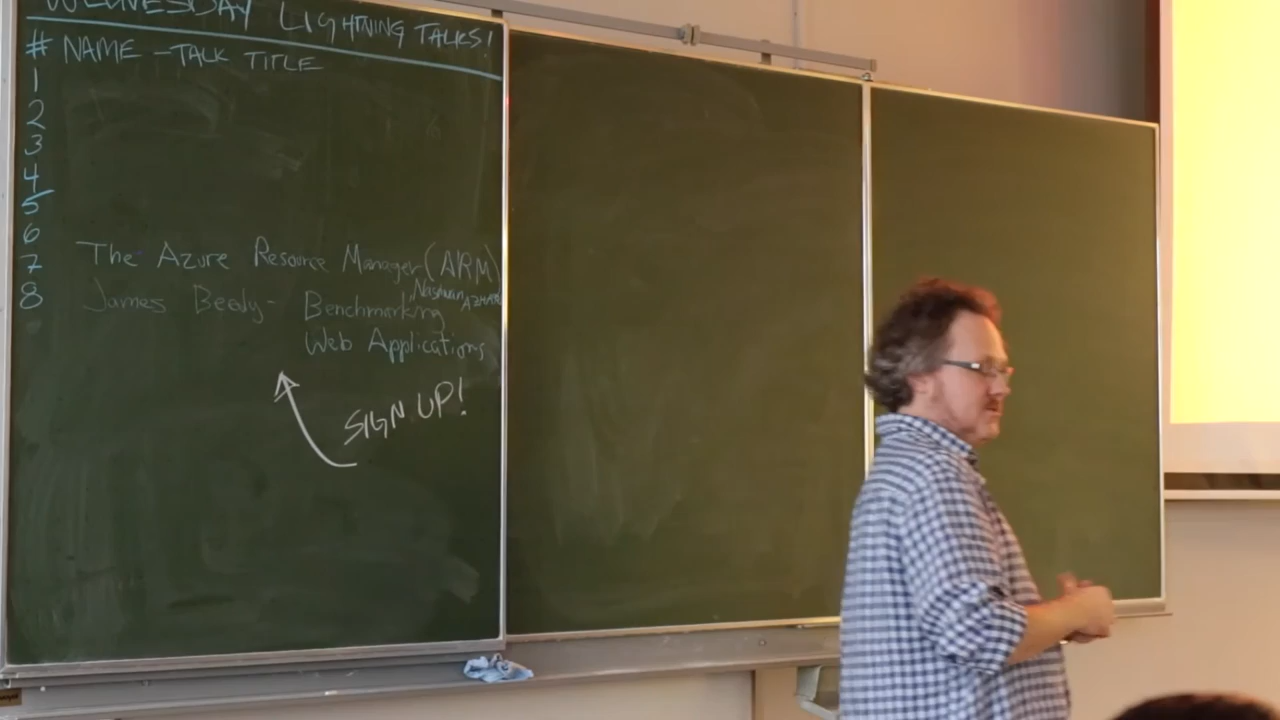 WEDNESDAY LIGHTNING TALKS!
# NAME - TALK TITLE
1
2
3
4
5
6
7 The Azure Resource Manager (ARM)
8 James Beedy - Benchmarking
Web Applications
SIGN UP!